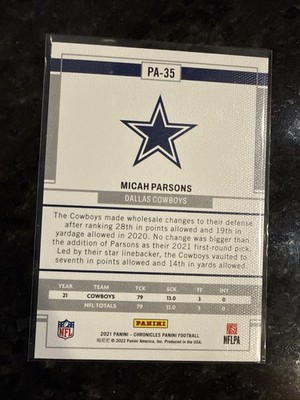 PA-35
MICAH PARSONS
DALLAS COWBOYS
The Cowboys made wholesale changes to their defense
after ranking 28th in points allowed and 19th in
yardage allowed in 2020. No change was bigger than
the addition of Parsons as their 2021 first-round pick.
Led by their star linebacker, the Cowboys vaulted to
seventh in points allowed and 14th in yards allowed.
YEAR TEAM TCK SCK FR INT
21 COWBOYS 79 13.0 3 0
NFL TOTALS 79 13.0 3 0
NFL
PANINI
NFLPA
2021 PANINI - CHRONICLES PANINI FOOTBALL
© 2022 Panini America, Inc. Produced in the USA.